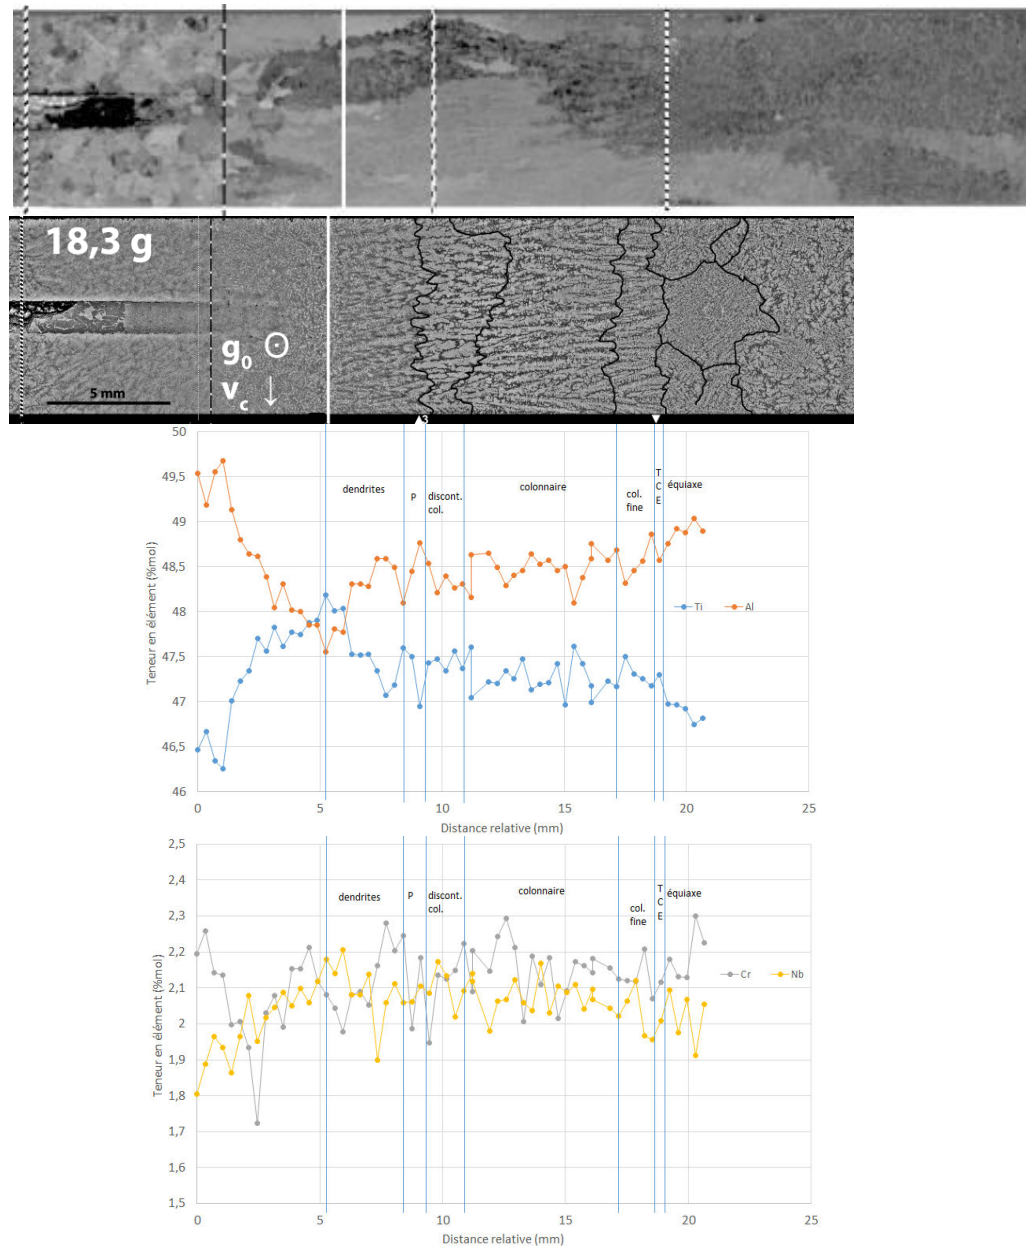 18,3 g
g0 ⊙
vc ↓
5 mm
▲3 ▼
50
49,5
49
48,5
48
47,5
47
46,5
46
Teneur en élément (%mol)
dendrites
P
discont.
col.
colonnaire
col.
fine
T
C
E
équiaxe
Ti
Al
0 5 10 15 20 25
Distance relative (mm)
2,5
2,4
2,3
2,2
2,1
2
1,9
1,8
1,7
1,6
1,5
Teneur en élément (%mol)
dendrites
P
discont.
col.
colonnaire
col.
fine
T
C
E
équiaxe
Cr
Nb
0 5 10 15 20 25
Distance relative (mm)